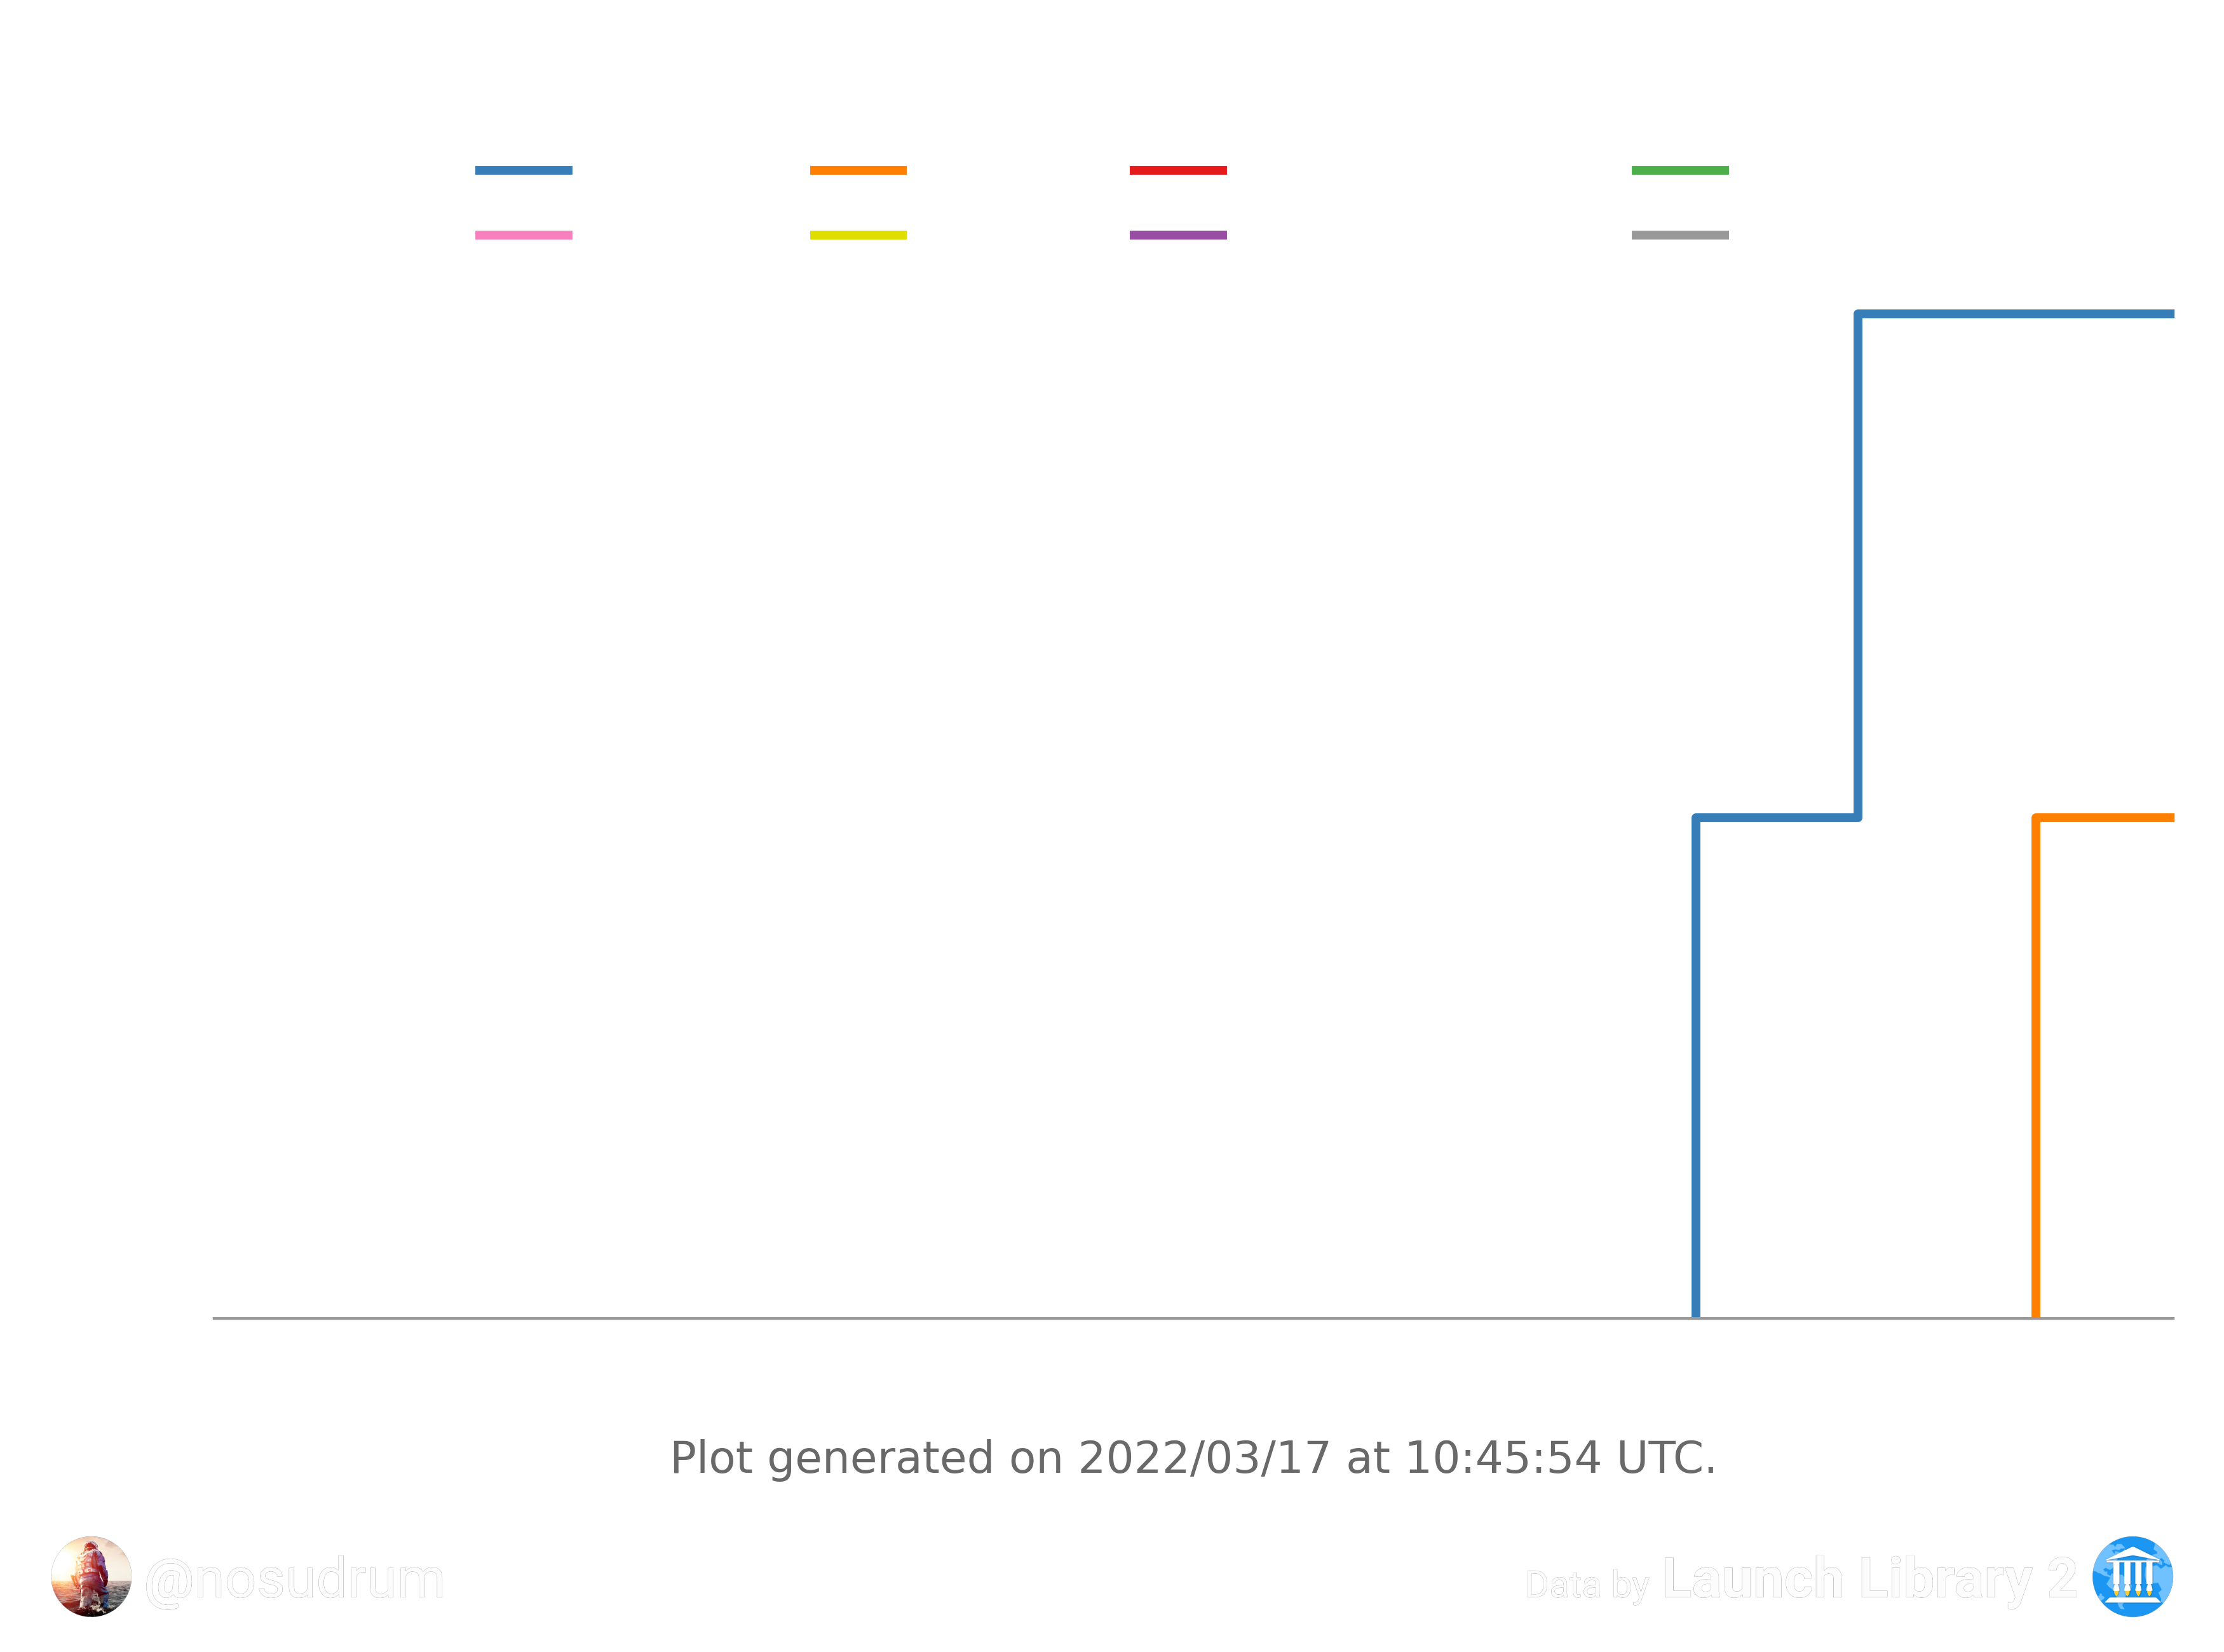 Plot generated on 2022/03/17 at 10:45:54 UTC.
@nosudrum
Data by Launch Library 2